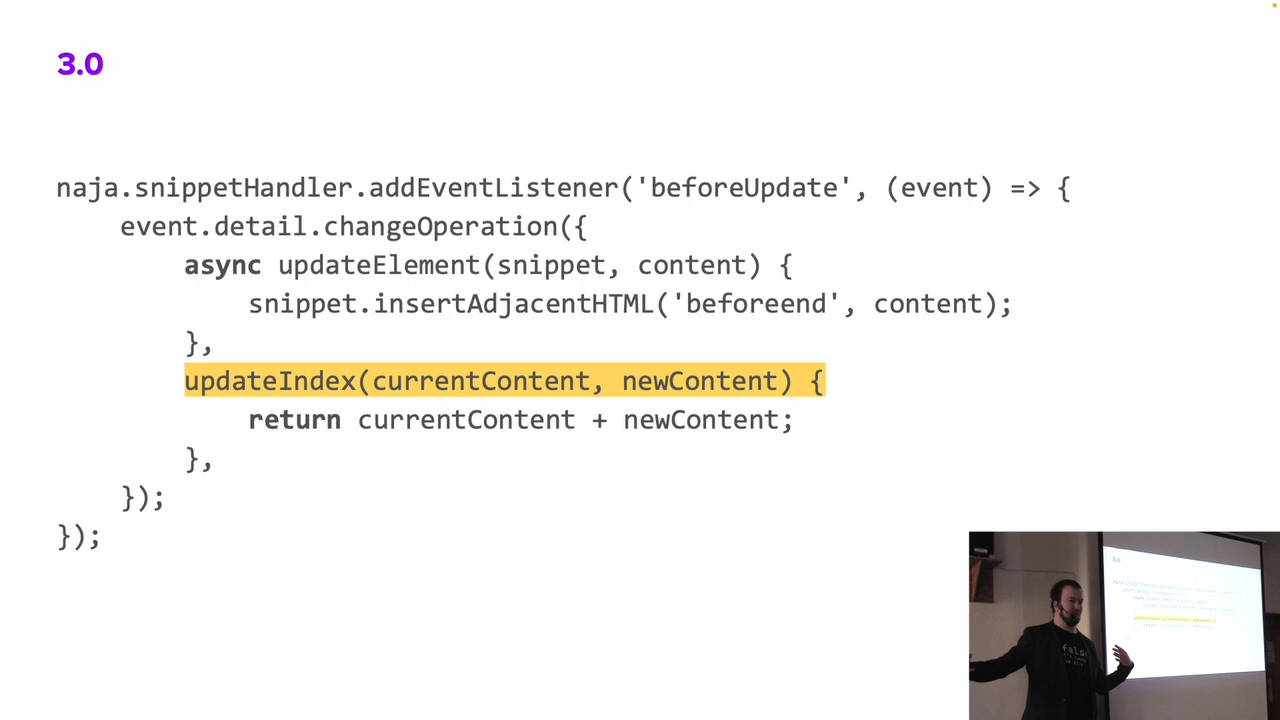 3.0
naja.snippetHandler.addEventListener('beforeUpdate', (event) => {
    event.detail.changeOperation({
        async updateElement(snippet, content) {
            snippet.insertAdjacentHTML('beforeend', content);
        },
        updateIndex(currentContent, newContent) {
            return currentContent + newContent;
        },
    });
});
false